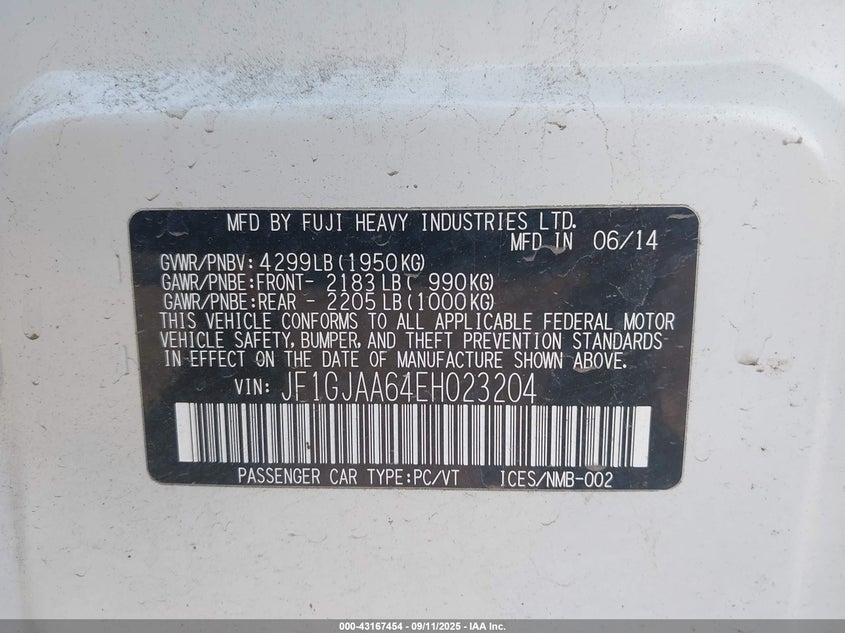 MFD BY FUJI HEAVY INDUSTRIES LTD.
MFD IN 06/14
GVWR/PNBV: 4299LB(1950KG)
GAWR/PNBE:FRONT- 2183LB( 990KG)
GAWR/PNBE:REAR - 2205LB(1000KG)
THIS VEHICLE CONFORMS TO ALL APPLICABLE FEDERAL MOTOR
VEHICLE SAFETY, BUMPER, AND THEFT PREVENTION STANDARDS
IN EFFECT ON THE DATE OF MANUFACTURE SHOWN ABOVE.
VIN: JF1GJAA64EH023204
PASSENGER CAR TYPE:PC/VT ICES/NMB-002
000-43167454 - 09/11/2025 - IAA Inc.